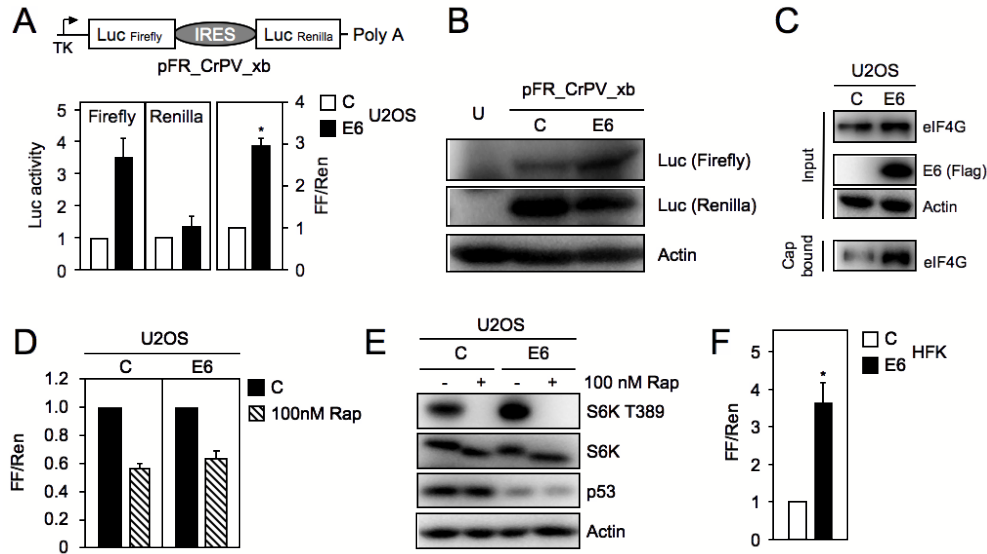 A
TK
Luc Firefly
IRES
Luc Renilla
Poly A
pFR_CrPV_xb
Firefly
Renilla
C
E6
U2OS
5
4
3
2
1
0
Luc activity
4
3
2
1
0
FF/Ren
*
B
U
pFR_CrPV_xb
C
E6
Luc (Firefly)
Luc (Renilla)
Actin
C
U2OS
C
E6
Input
eIF4G
E6 (Flag)
Actin
Cap
bound
eIF4G
D
U2OS
C
E6
1.2
1.0
0.8
0.6
0.4
0.2
0
FF/Ren
C
100nM Rap
E
U2OS
C
E6
- + - +
100 nM Rap
S6K T389
S6K
p53
Actin
F
5
4
3
2
1
0
FF/Ren
*
C
E6
HFK